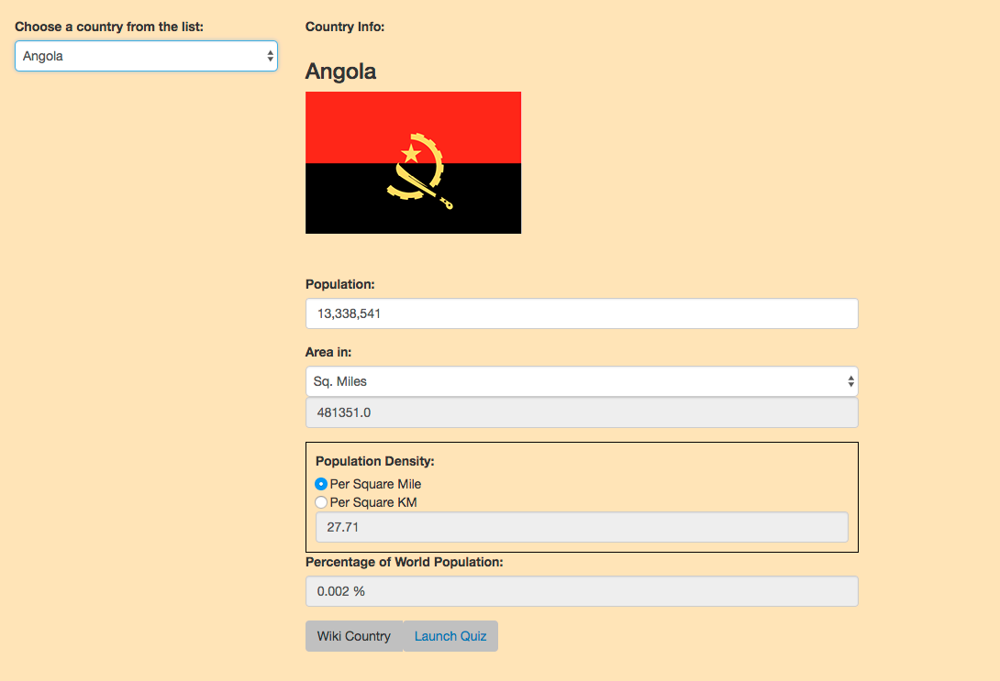 Choose a country from the list:
Angola
Country Info:
Angola
Population:
13,338,541
Area in:
Sq. Miles
481351.0
Population Density:
Per Square Mile
Per Square KM
27.71
Percentage of World Population:
0.002 %
Wiki Country
Launch Quiz